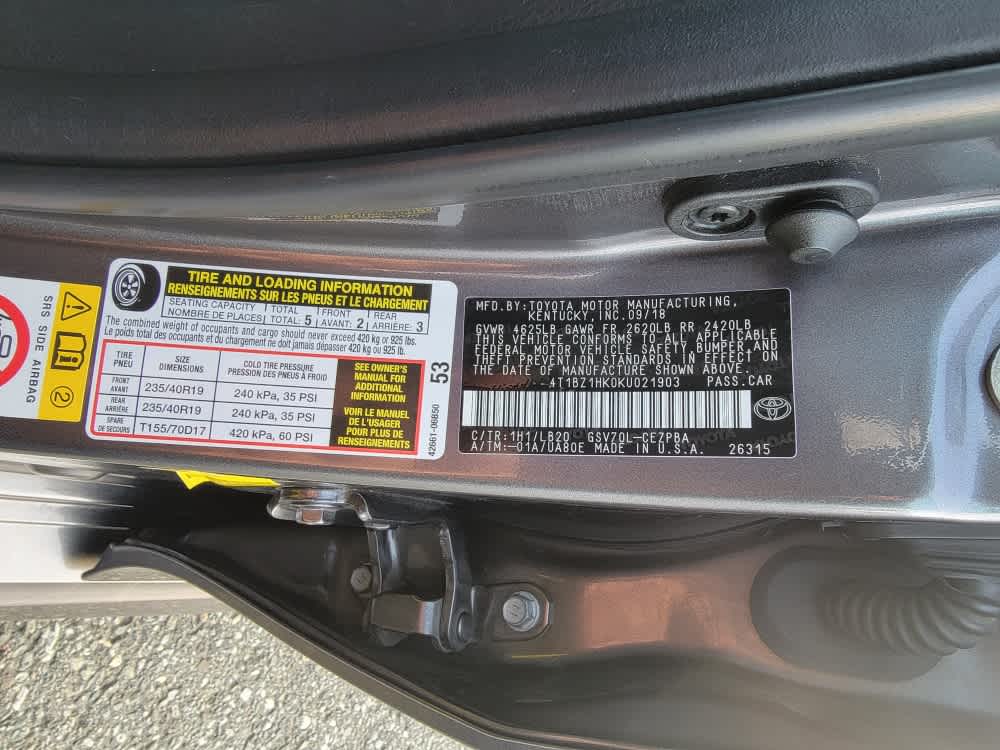 SRS SIDE AIRBAG
2
TIRE AND LOADING INFORMATION
RENSEIGNEMENTS SUR LES PNEUS ET LE CHARGEMENT
SEATING CAPACITY TOTAL FRONT REAR
NOMBRE DE PLACES TOTAL: 5 AVANT: 2 ARRIÈRE: 3
The combined weight of occupants and cargo should never exceed 420 kg or 925 lbs.
Le poids total des occupants et du chargement ne doit jamais dépasser 420 kg ou 925 lb.
TIRE SIZE COLD TIRE PRESSURE
PNEU DIMENSIONS PRESSION DES PNEUS À FROID
FRONT AVANT 235/40R19 240 kPa, 35 PSI
REAR ARRIÈRE 235/40R19 240 kPa, 35 PSI
SPARE DE SECOURS T155/70D17 420 kPa, 60 PSI
SEE OWNER'S
MANUAL FOR
ADDITIONAL
INFORMATION
VOIR LE MANUEL
DE L'USAGER
POUR PLUS DE
RENSEIGNEMENTS
53
42661-06B50
MFD.BY:TOYOTA MOTOR MANUFACTURING,
KENTUCKY,INC.09/18
GVWR 4625LB GAWR FR 2620LB RR 2420LB
THIS VEHICLE CONFORMS TO ALL APPLICABLE
FEDERAL MOTOR VEHICLE SAFETY, BUMPER, AND
THEFT PREVENTION STANDARDS IN EFFECT ON
THE DATE OF MANUFACTURE SHOWN ABOVE.
4T1BZ1HK0KU021903 PASS.CAR
C/TR:1H1/LB20 GSV70L-CEZPBA
A/TM:-01A/UA80E MADE IN U.S.A. 26315